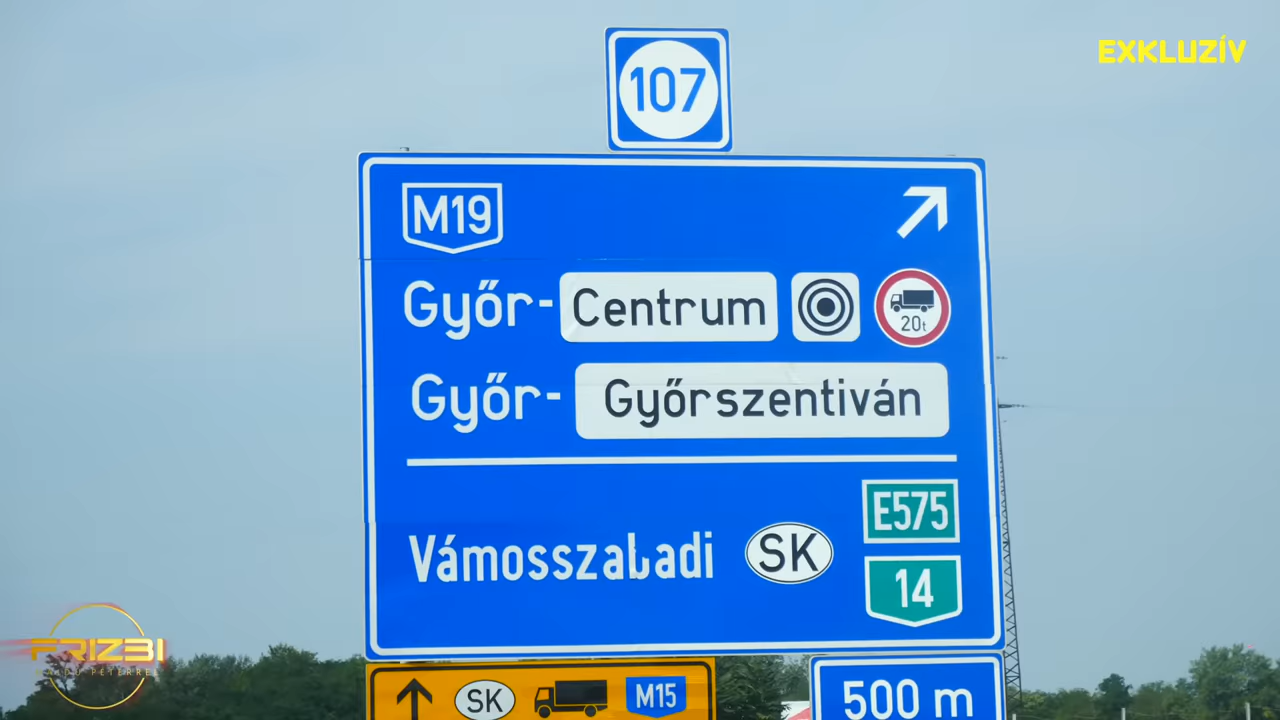 EXKLUZÍV
107
M19
Győr- Centrum 20t
Győr- Győrszentiván
E575
Vámosszabadi SK
14
FRIZBI
SK M15
500 m